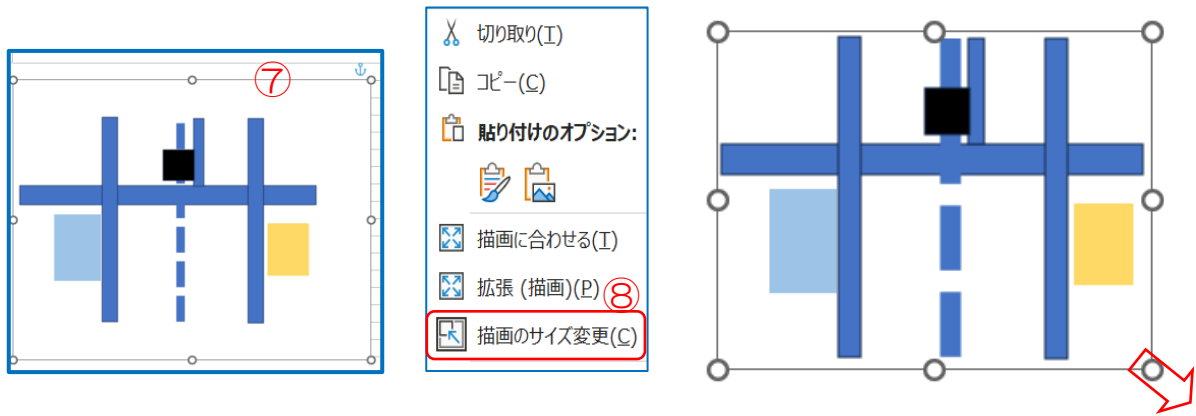 ⑦
切り取り(T)
コピー(C)
貼り付けのオプション:
描画に合わせる(T)
拡張 (描画)(P)
⑧
描画のサイズ変更(C)